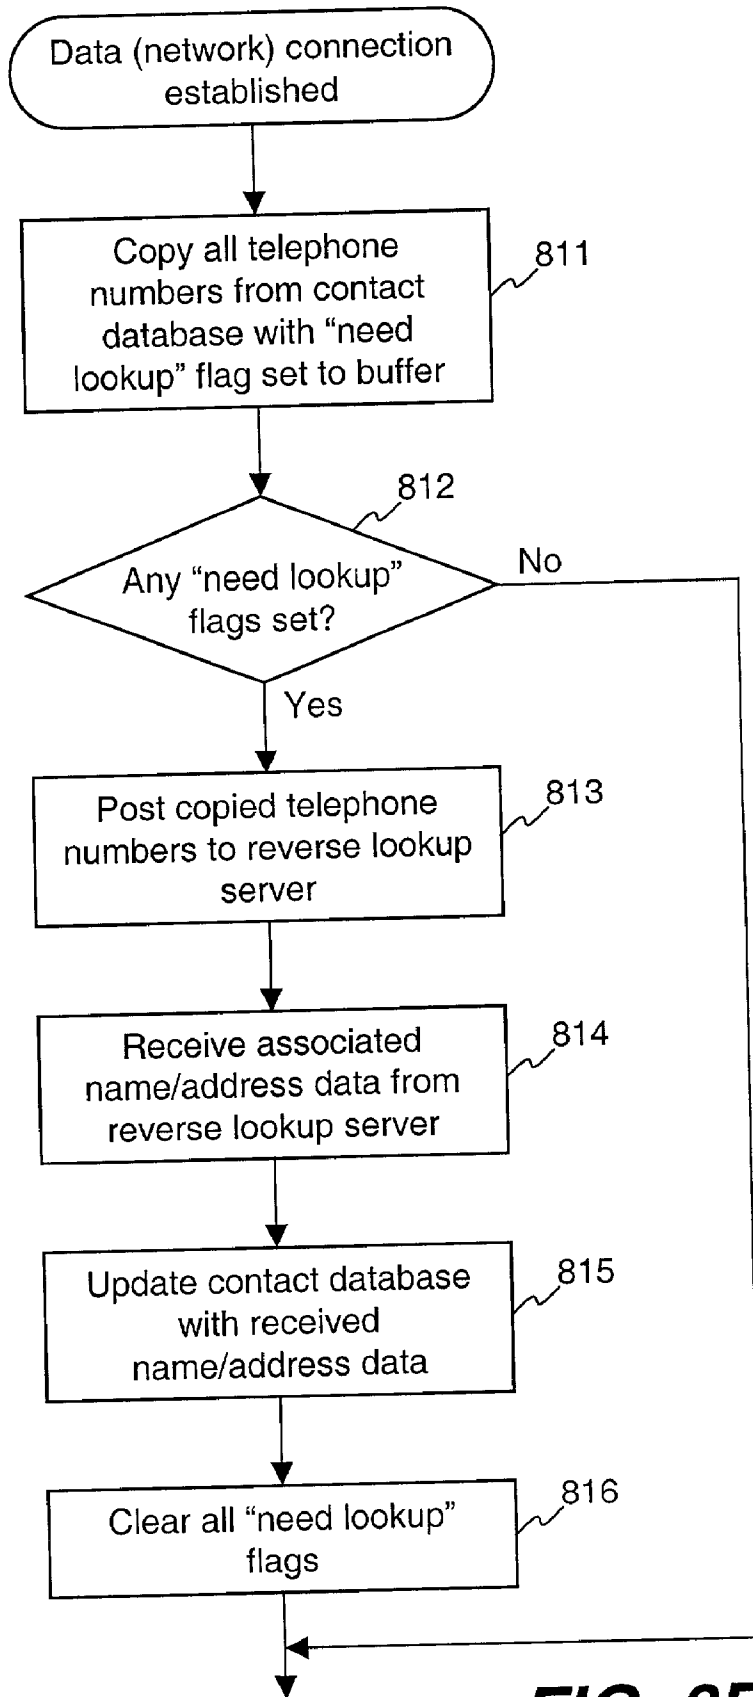 Data (network) connection
established
Copy all telephone
numbers from contact
database with “need
lookup” flag set to buffer
811
812
Any “need lookup”
flags set?
No
Yes
Post copied telephone
numbers to reverse lookup
server
813
Receive associated
name/address data from
reverse lookup server
814
Update contact database
with received
name/address data
815
Clear all “need lookup”
flags
816
FIG.